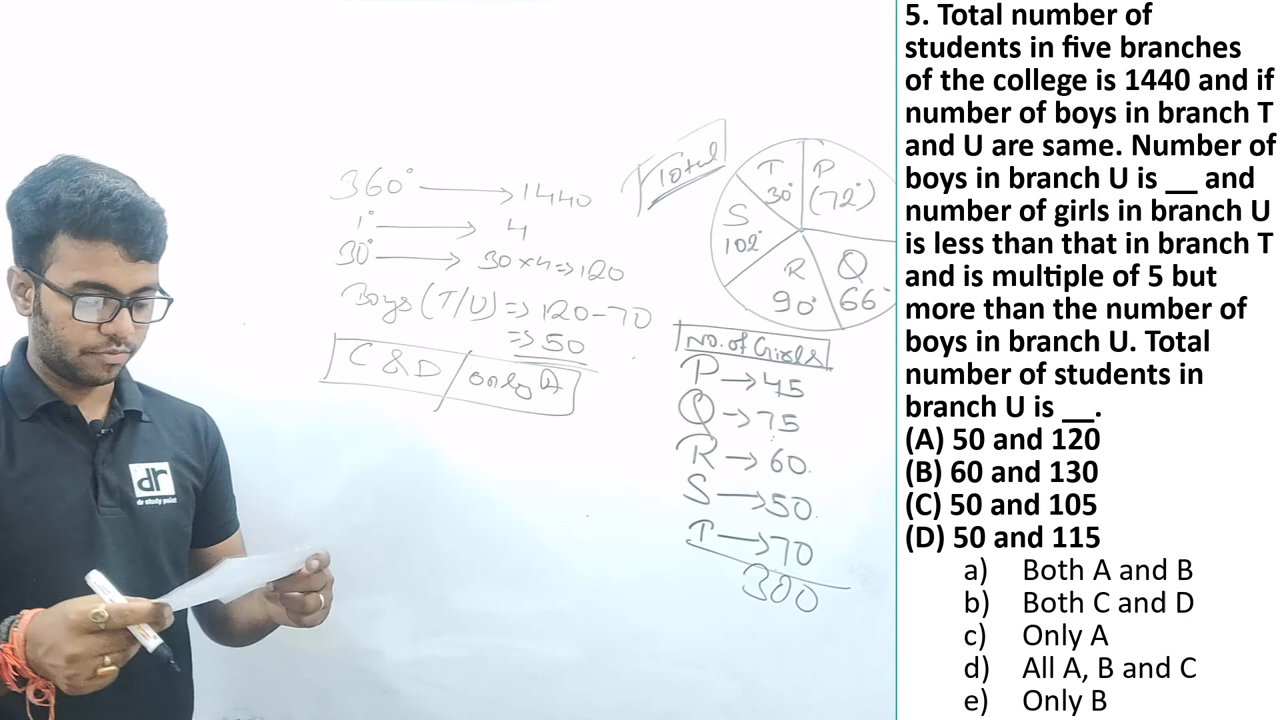 360° → 1440
1° → 4
30° → 30×4 ⇒ 120
Boys (T/U) ⇒ 120-70
⇒ 50
C & D / only A
Total
T 30°
P (72°)
S 102°
R 90°
Q 66°
No. of Girls
P → 45
Q → 75
R → 60
S → 50
T → 70
300
dr
dr study point
5. Total number of
students in five branches
of the college is 1440 and if
number of boys in branch T
and U are same. Number of
boys in branch U is __ and
number of girls in branch U
is less than that in branch T
and is multiple of 5 but
more than the number of
boys in branch U. Total
number of students in
branch U is __.
(A) 50 and 120
(B) 60 and 130
(C) 50 and 105
(D) 50 and 115
a) Both A and B
b) Both C and D
c) Only A
d) All A, B and C
e) Only B